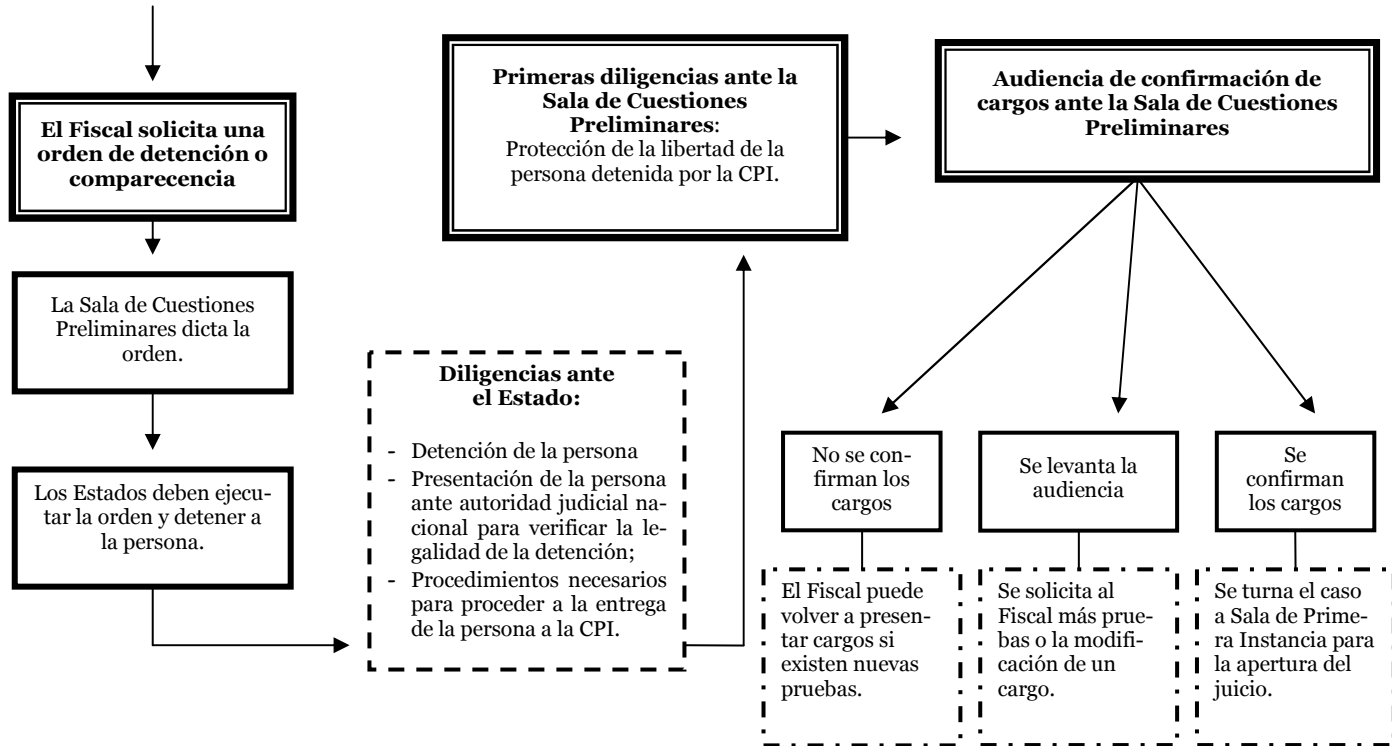 El Fiscal solicita una
orden de detención o
comparecencia
La Sala de Cuestiones
Preliminares dicta la
orden.
Los Estados deben ejecu-
tar la orden y detener a
la persona.
Diligencias ante
el Estado:
- Detención de la persona
- Presentación de la persona
ante autoridad judicial na-
cional para verificar la le-
galidad de la detención;
- Procedimientos necesarios
para proceder a la entrega
de la persona a la CPI.
Primeras diligencias ante la
Sala de Cuestiones
Preliminares:
Protección de la libertad de la
persona detenida por la CPI.
Audiencia de confirmación de
cargos ante la Sala de Cuestiones
Preliminares
No se con-
firman los
cargos
El Fiscal puede
volver a presen-
tar cargos si
existen nuevas
pruebas.
Se levanta la
audiencia
Se solicita al
Fiscal más prue-
bas o la modifi-
cación de un
cargo.
Se
confirman
los cargos
Se turna el caso
a Sala de Prime-
ra Instancia para
la apertura del
juicio.